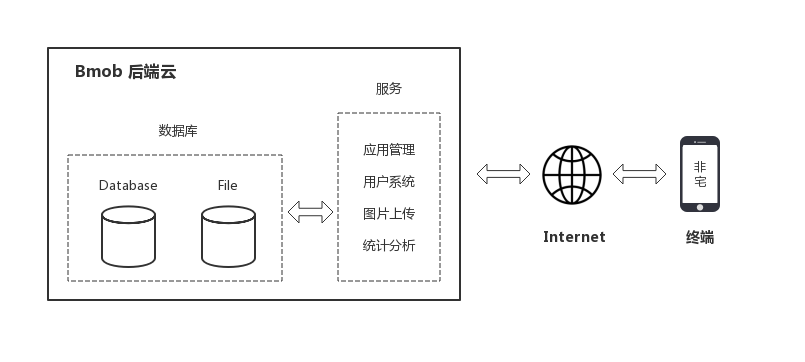 Bmob 后端云
服务
数据库
Database
File
应用管理
用户系统
图片上传
统计分析
Internet
非
宅
终端